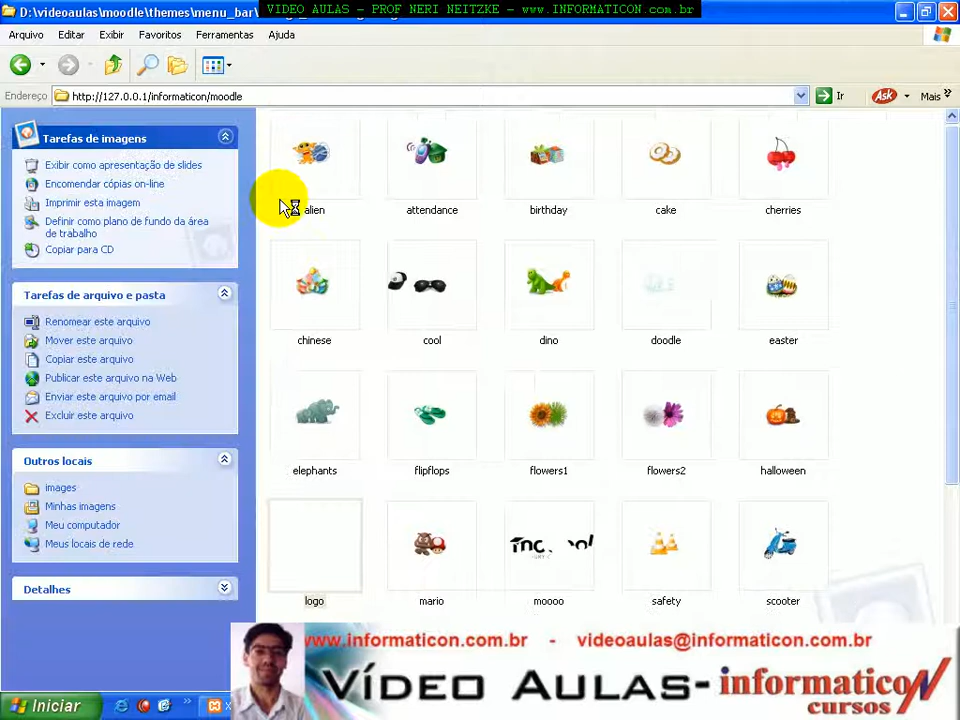 D:\videoaulas\moodle\themes\menu_bar\
VIDEO AULAS - PROF NERI NEITZKE - www.INFORMATICON.com.br
Arquivo Editar Exibir Favoritos Ferramentas Ajuda
Endereço http://127.0.0.1/informaticon/moodle Ir Ask Mais
Tarefas de imagens
Exibir como apresentação de slides
Encomendar cópias on-line
Imprimir esta imagem
Definir como plano de fundo da área
de trabalho
Copiar para CD
Tarefas de arquivo e pasta
Renomear este arquivo
Mover este arquivo
Copiar este arquivo
Publicar este arquivo na Web
Enviar este arquivo por email
Excluir este arquivo
Outros locais
images
Minhas imagens
Meu computador
Meus locais de rede
Detalhes
alien attendance birthday cake cherries
chinese cool dino doodle easter
elephants flipflops flowers1 flowers2 halloween
logo mario moooo safety scooter
www.informaticon.com.br - videoaulas@informaticon.com.br
VÍDEO AULAS- informaticon
cursos
Iniciar